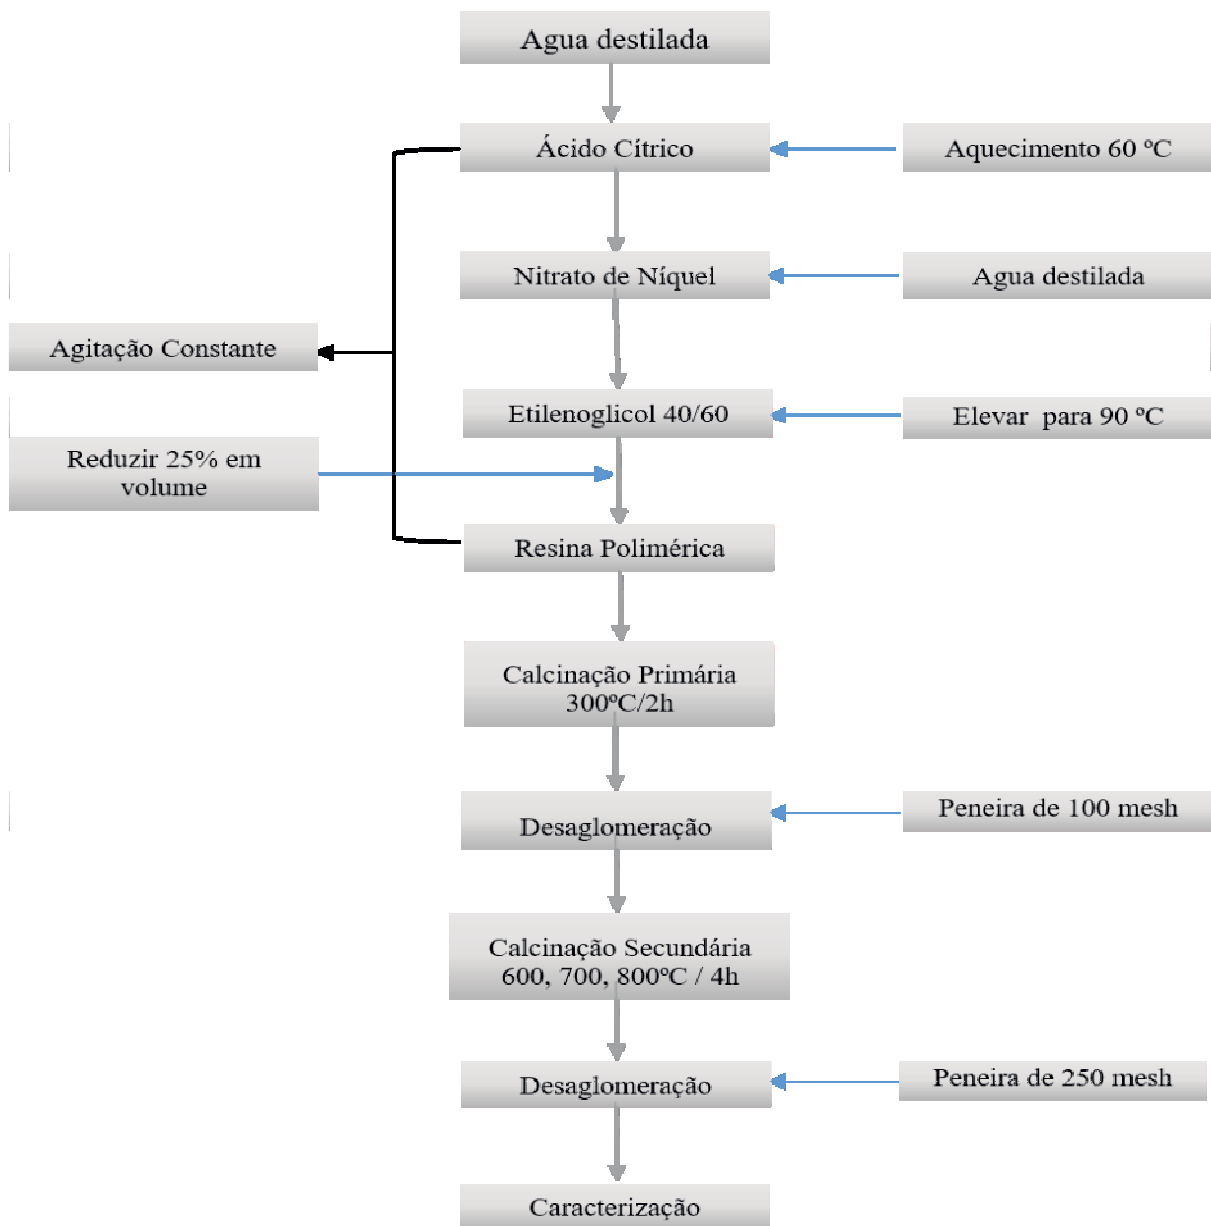 Agua destilada
Ácido Cítrico
Aquecimento 60 ºC
Nitrato de Níquel
Agua destilada
Agitação Constante
Etilenoglicol 40/60
Elevar para 90 ºC
Reduzir 25% em
volume
Resina Polimérica
Calcinação Primária
300ºC/2h
Desaglomeração
Peneira de 100 mesh
Calcinação Secundária
600, 700, 800ºC / 4h
Desaglomeração
Peneira de 250 mesh
Caracterização